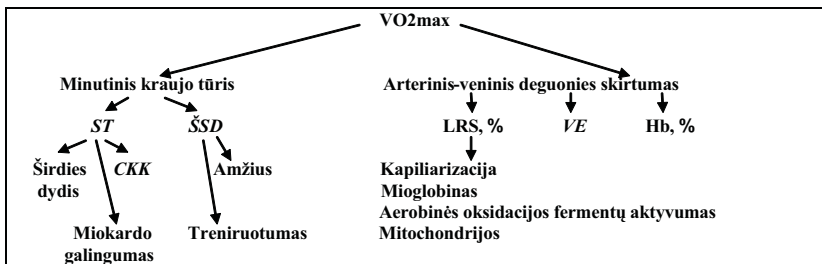 VO2max
Minutinis kraujo tūris
Arterinis-veninis deguonies skirtumas
ST
ŠSD
LRS, %
VE
Hb, %
Širdies
dydis
CKK
Amžius
Kapiliarizacija
Mioglobinas
Aerobinės oksidacijos fermentų aktyvumas
Mitochondrijos
Miokardo
galingumas
Treniruotumas